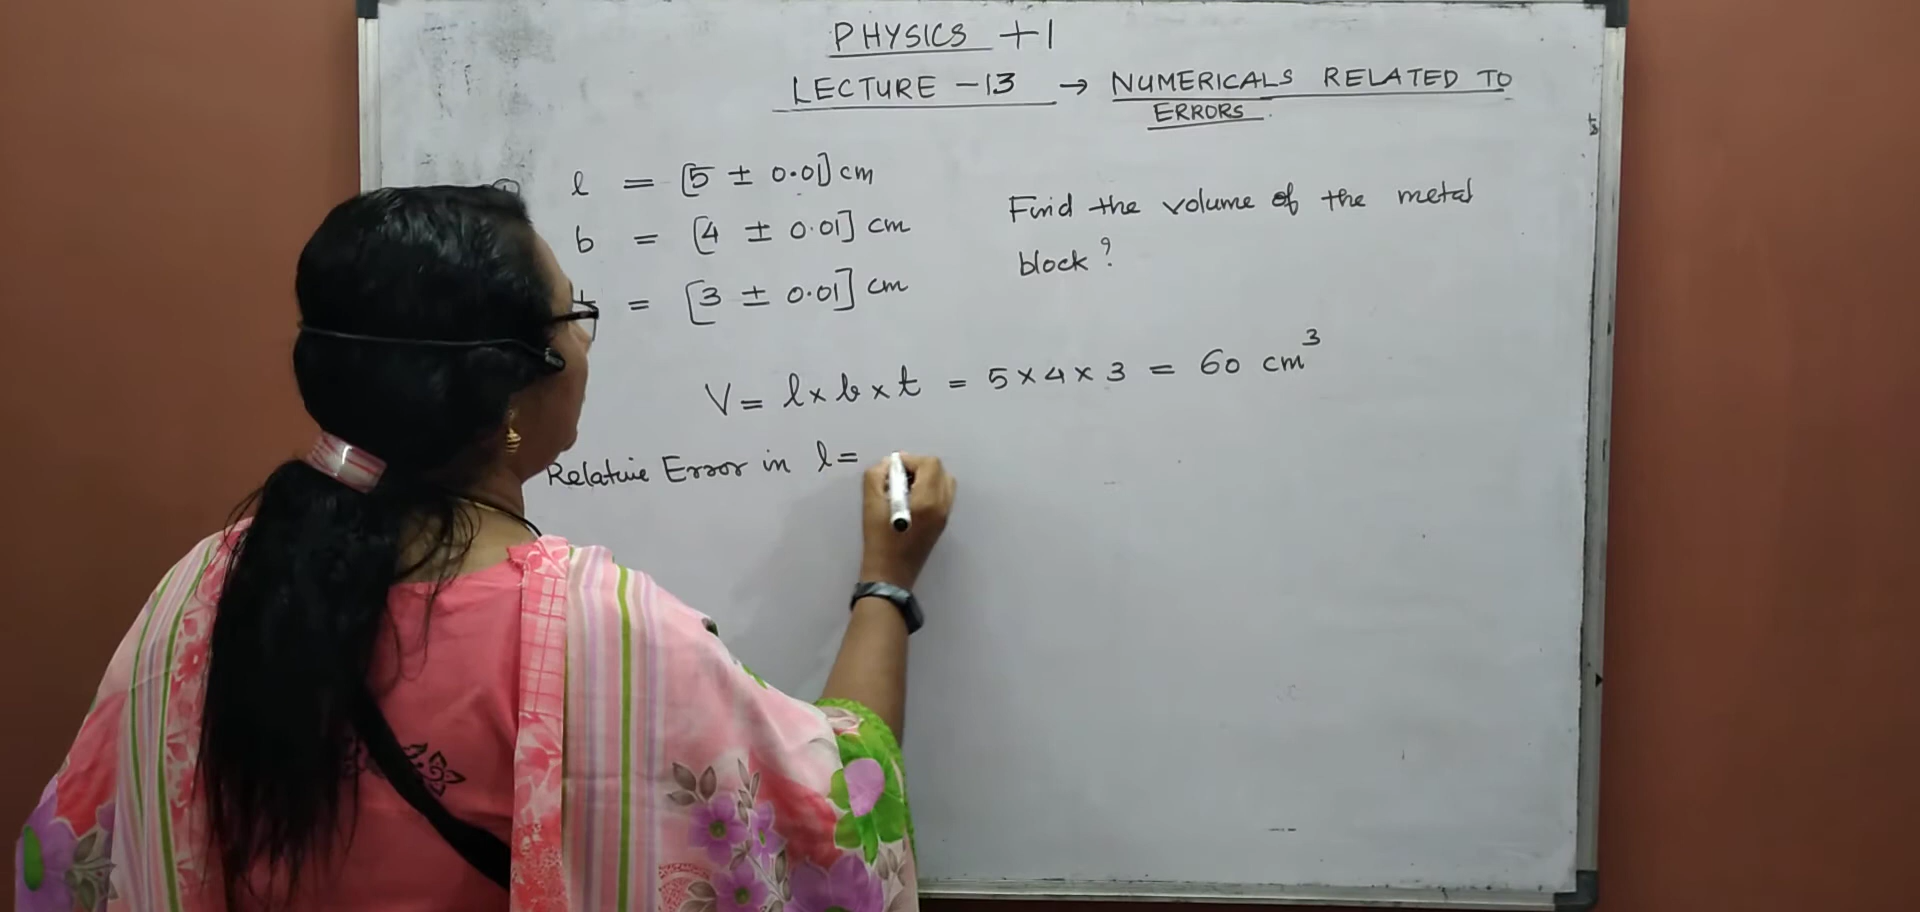 PHYSICS +1
LECTURE - 13 → NUMERICALS RELATED TO
ERRORS.
l = [5 ± 0.01] cm
b = [4 ± 0.01] cm
t = [3 ± 0.01] cm
Find the volume of the metal
block?
V = l × b × t = 5 × 4 × 3 = 60 cm³
Relative Error in l =